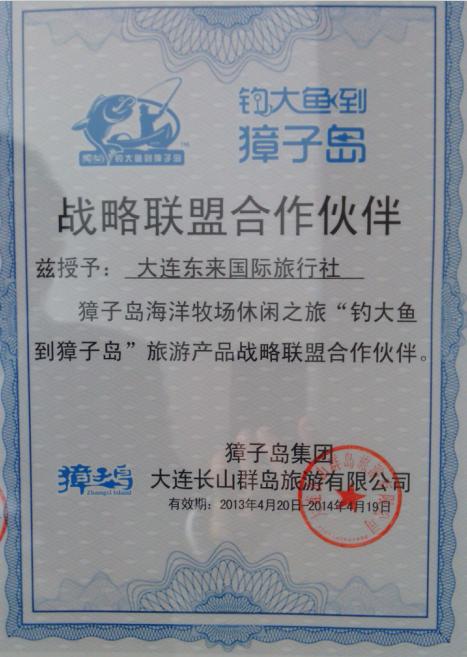 钓大鱼到
獐子岛
钓大鱼到獐子岛
TM
战略联盟合作伙伴
兹授予：大连东来国际旅行社
獐子岛海洋牧场休闲之旅“钓大鱼
到獐子岛”旅游产品战略联盟合作伙伴。
獐子岛集团
獐子岛 大连长山群岛旅游有限公司
Zhangzi Island
有效期：2013年4月20日-2014年4月19日